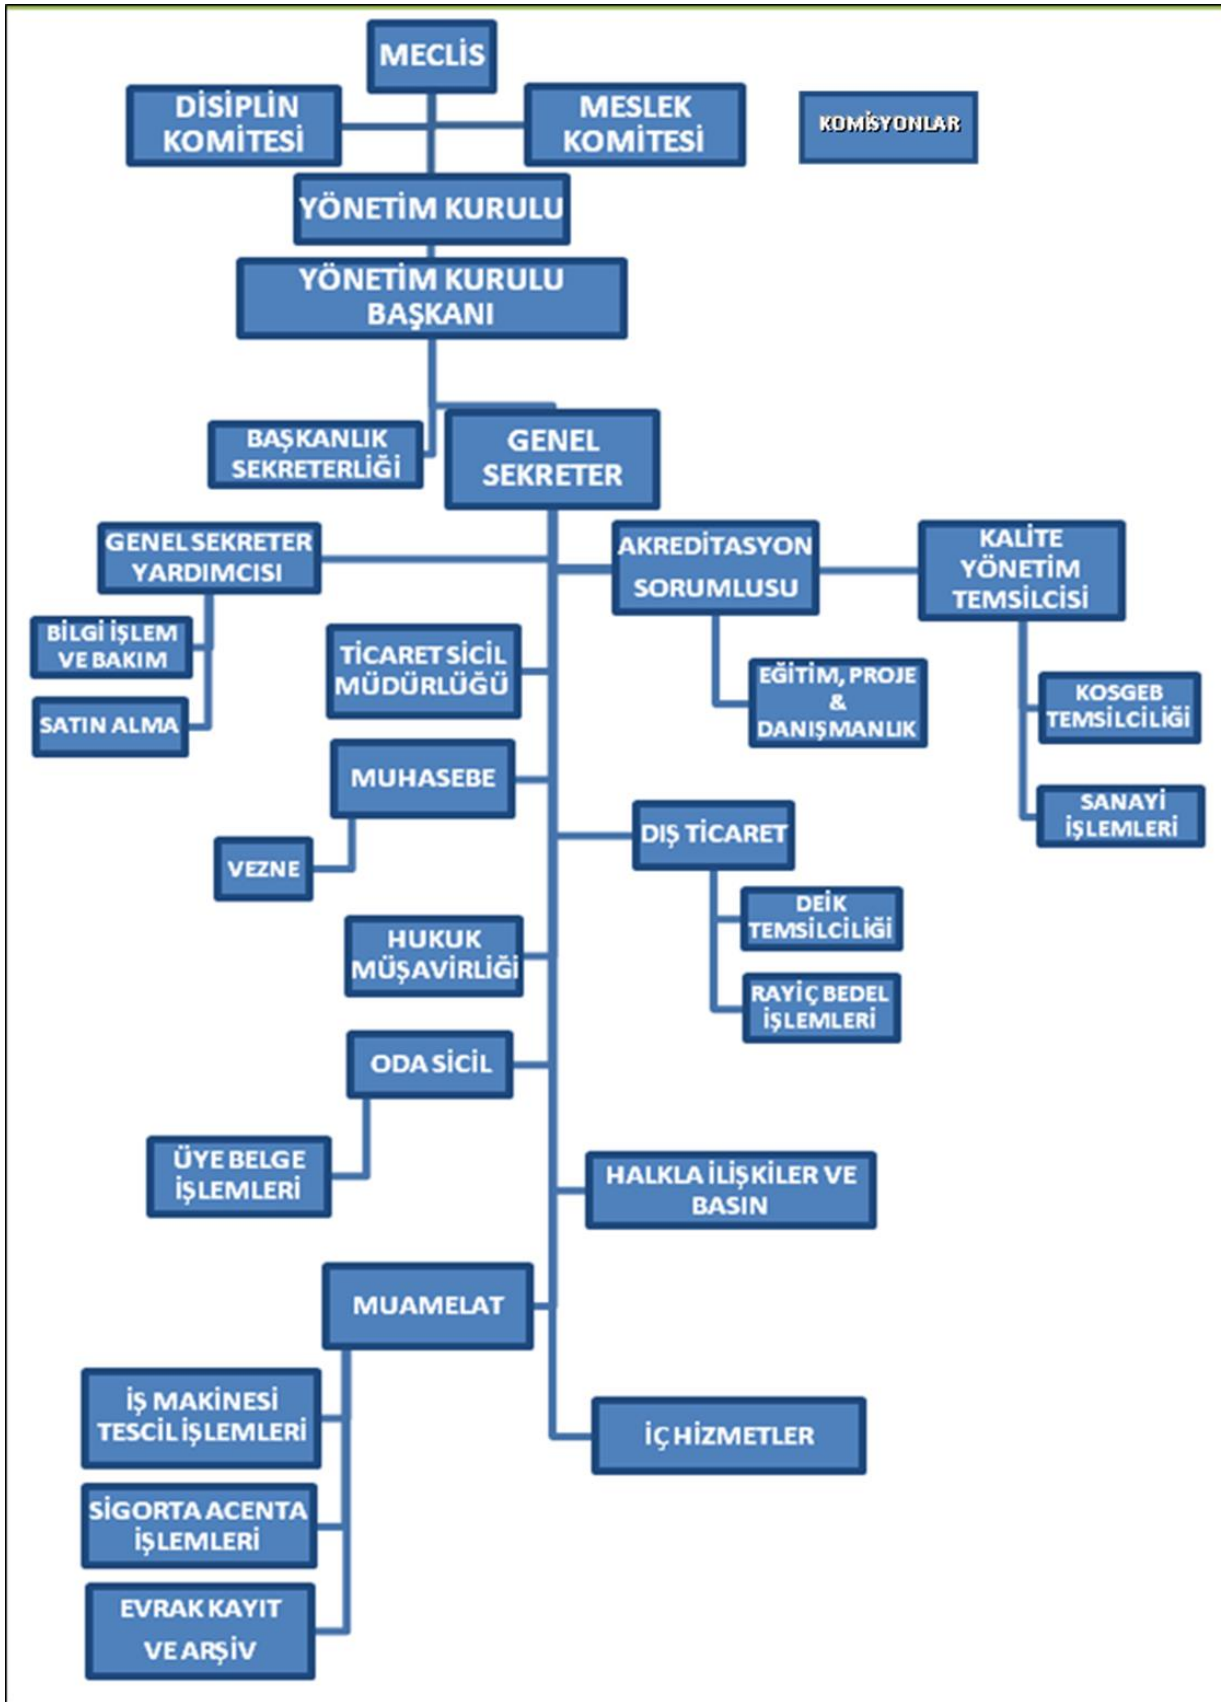 MECLİS
DİSİPLİN
KOMİTESİ
MESLEK
KOMİTESİ
KOMİSYONLAR
YÖNETİM KURULU
YÖNETİM KURULU
BAŞKANI
BAŞKANLIK
SEKRETERLİĞİ
GENEL
SEKRETER
GENEL SEKRETER
YARDIMCISI
AKREDİTASYON
SORUMLUSU
KALİTE
YÖNETİM
TEMSİLCİSİ
BİLGİ İŞLEM
VE BAKIM
SATIN ALMA
TİCARET SİCİL
MÜDÜRLÜĞÜ
EĞİTİM, PROJE
&
DANIŞMANLIK
KOSGEB
TEMSİLCİLİĞİ
MUHASEBE
SANAYİ
İŞLEMLERİ
VEZNE
DIŞ TİCARET
DEİK
TEMSİLCİLİĞİ
HUKUK
MÜŞAVİRLİĞİ
RAYİÇ BEDEL
İŞLEMLERİ
ODA SİCİL
ÜYE BELGE
İŞLEMLERİ
HALKLA İLİŞKİLER VE
BASIN
MUAMELAT
İŞ MAKİNESİ
TESCİL İŞLEMLERİ
İÇ HİZMETLER
SİGORTA ACENTA
İŞLEMLERİ
EVRAK KAYIT
VE ARŞİV